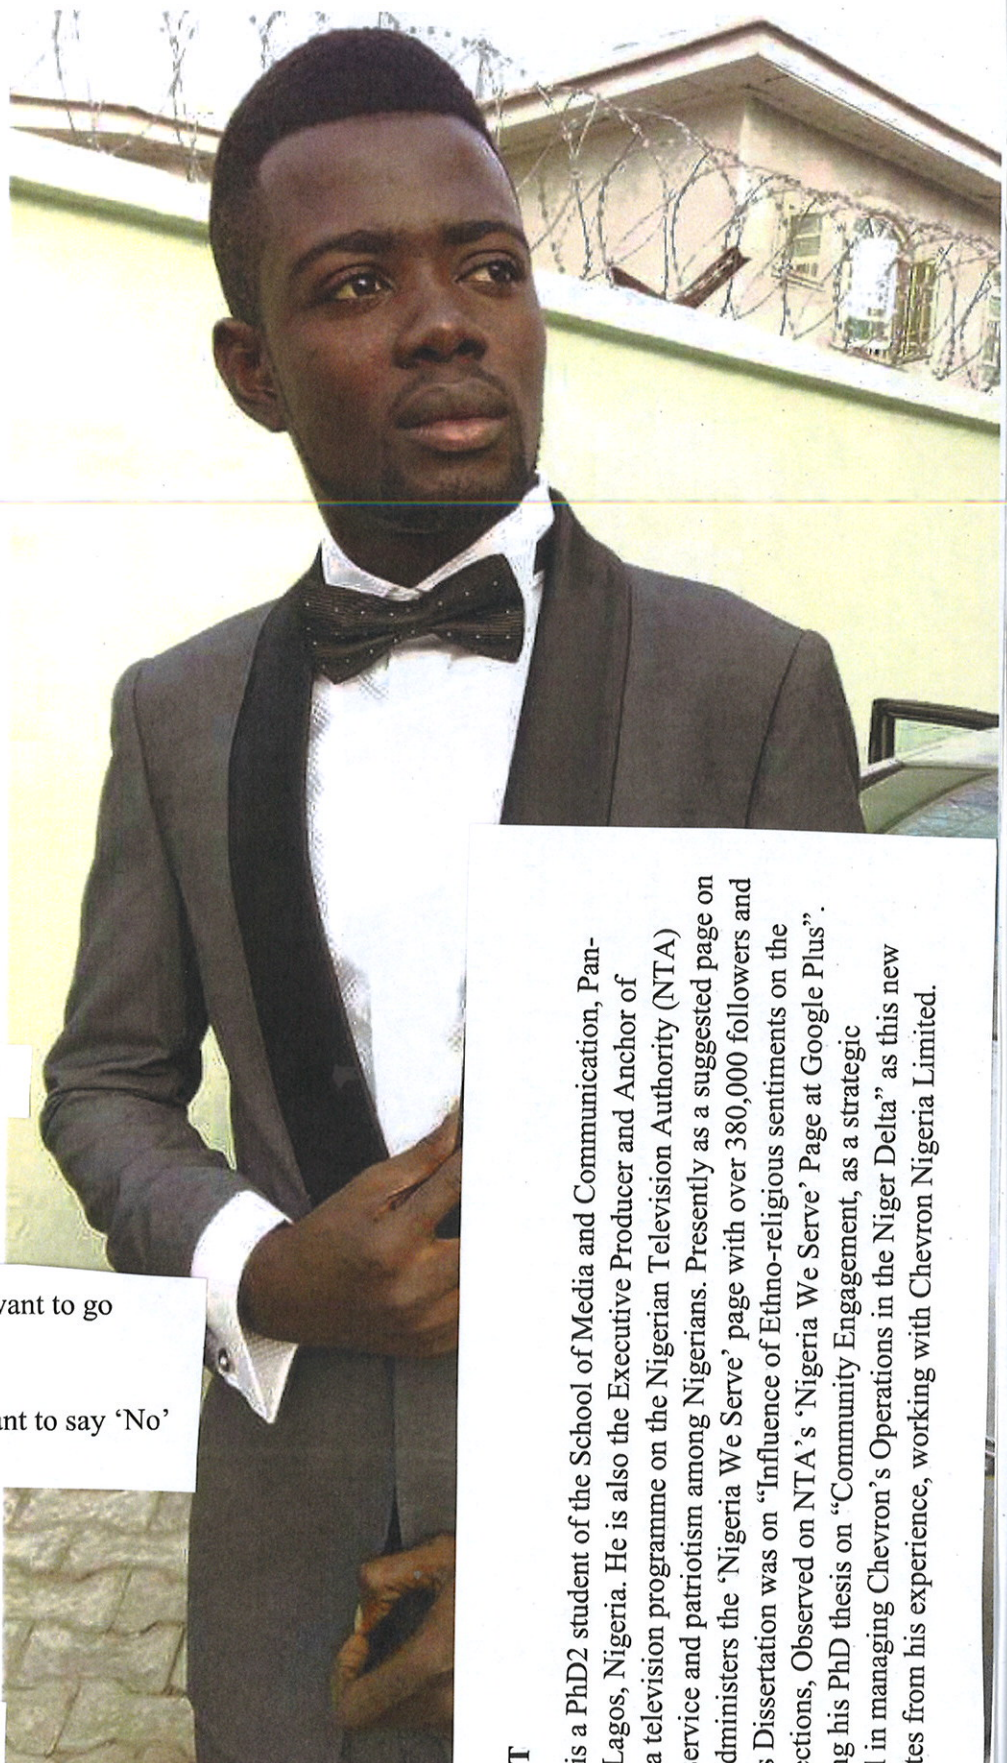 vant to go
nt to say ‘No’
T
is a PhD2 student of the School of Media and Communication, Pan-
Lagos, Nigeria. He is also the Executive Producer and Anchor of
a television programme on the Nigerian Television Authority (NTA)
ervice and patriotism among Nigerians. Presently as a suggested page on
dministers the ‘Nigeria We Serve’ page with over 380,000 followers and
s Dissertation was on “Influence of Ethno-religious sentiments on the
ctions, Observed on NTA’s ‘Nigeria We Serve’ Page at Google Plus”.
g his PhD thesis on “Community Engagement, as a strategic
l in managing Chevron’s Operations in the Niger Delta” as this new
tes from his experience, working with Chevron Nigeria Limited.